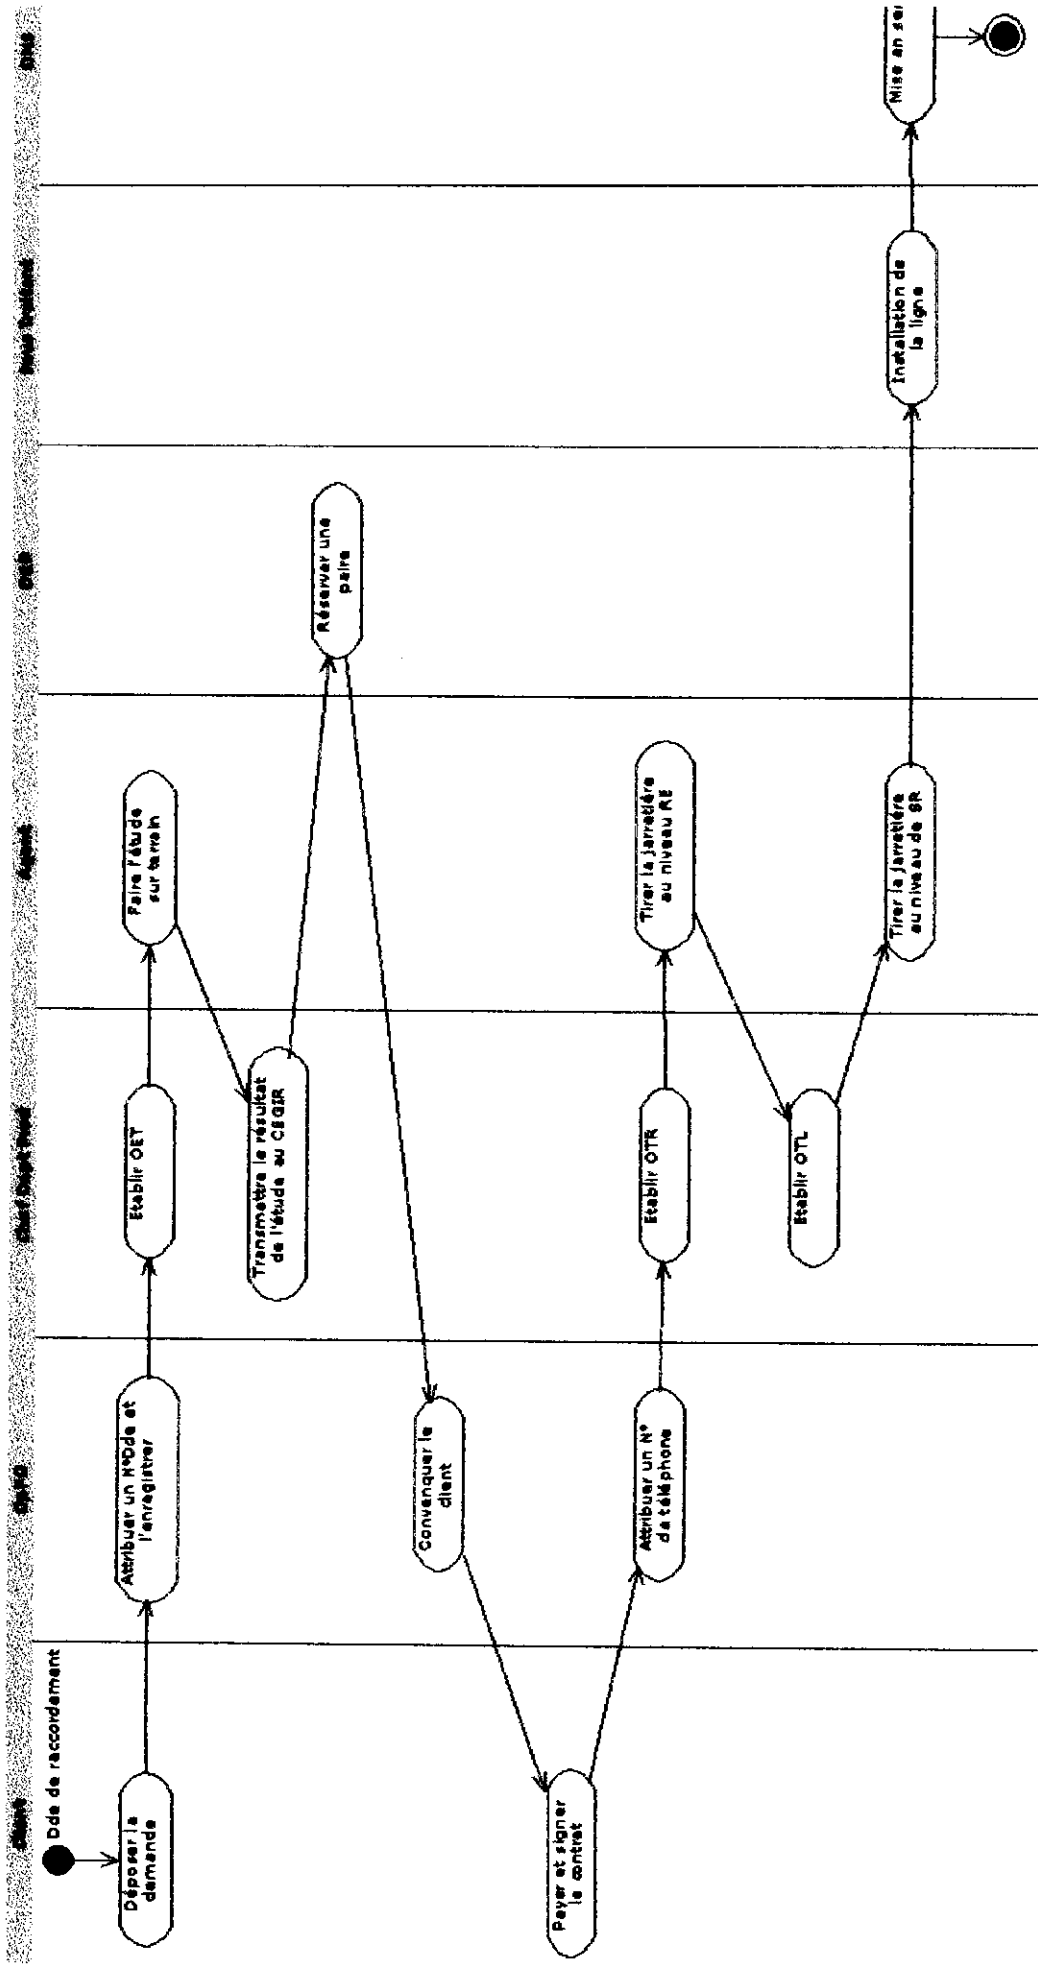 Client
Agent
Dde de raccordement
Déposer la
demande
Attribuer un N°Dde et
l'enregistrer
Etablir OET
Faire l'étude
sur terrain
Transmettre le résultat
de l'étude au CEGIR
Réserver une
paire
Convenquer le
client
Payer et signer
le contrat
Attribuer un N°
de téléphone
Etablir OTR
Tirer la jarretière
au niveau RE
Etablir OTL
Tirer la jarretière
au niveau de SR
Installation de
la ligne
Mise en ser